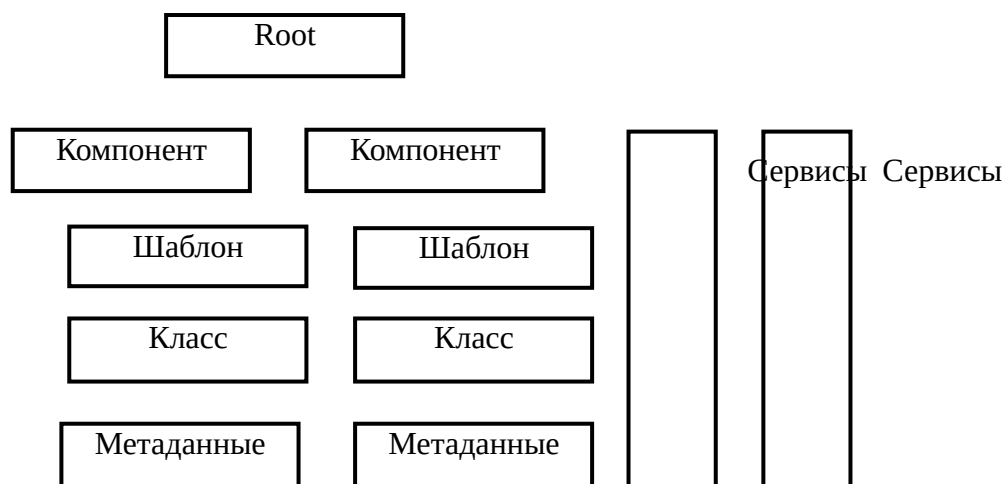 Root
Компонент Компонент
Сервисы Сервисы
Шаблон Шаблон
Класс Класс
Метаданные Метаданные